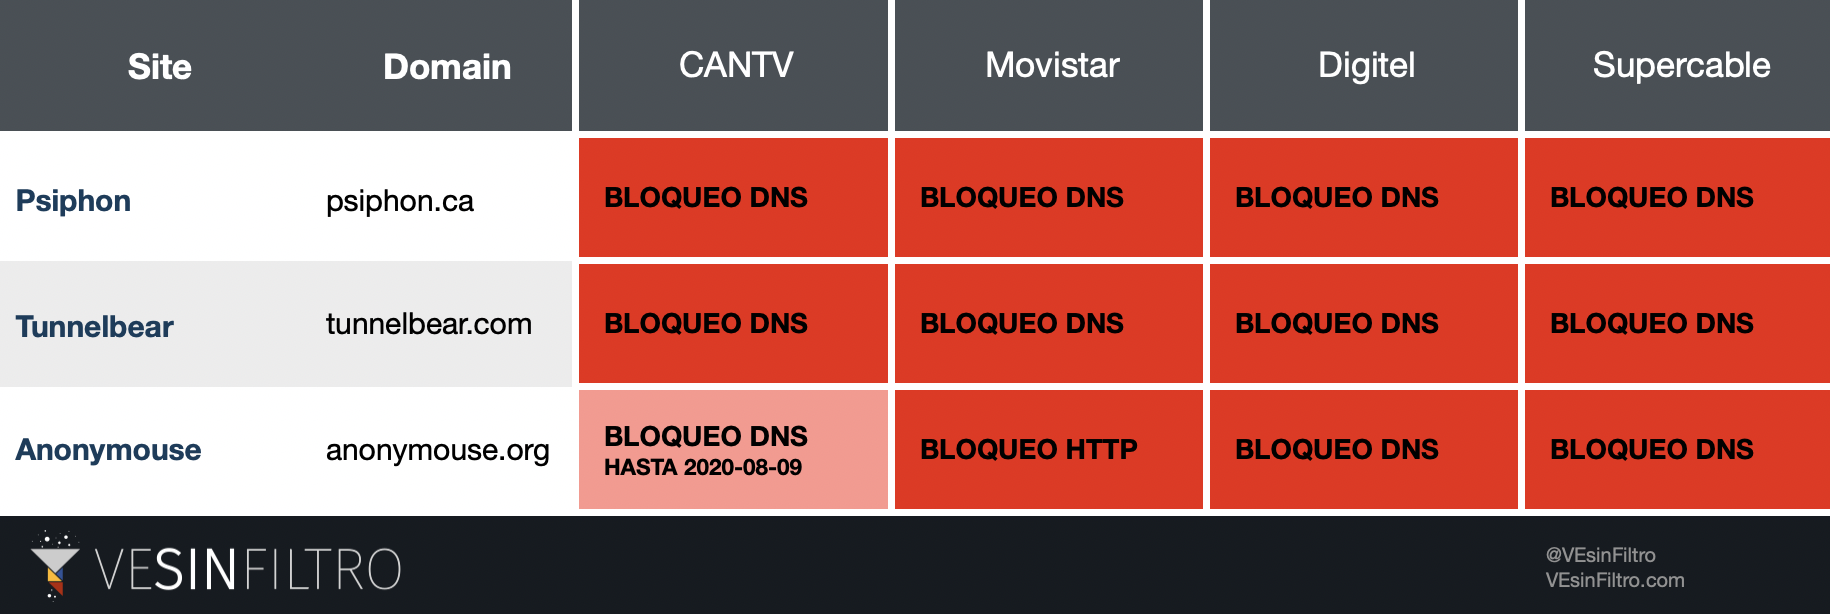 Site Domain CANTV Movistar Digitel Supercable
Psiphon psiphon.ca BLOQUEO DNS BLOQUEO DNS BLOQUEO DNS BLOQUEO DNS
Tunnelbear tunnelbear.com BLOQUEO DNS BLOQUEO DNS BLOQUEO DNS BLOQUEO DNS
Anonymouse anonymouse.org BLOQUEO DNS
HASTA 2020-08-09
BLOQUEO HTTP BLOQUEO DNS BLOQUEO DNS
VESINFILTRO
@VEsinFiltro
VEsinFiltro.com